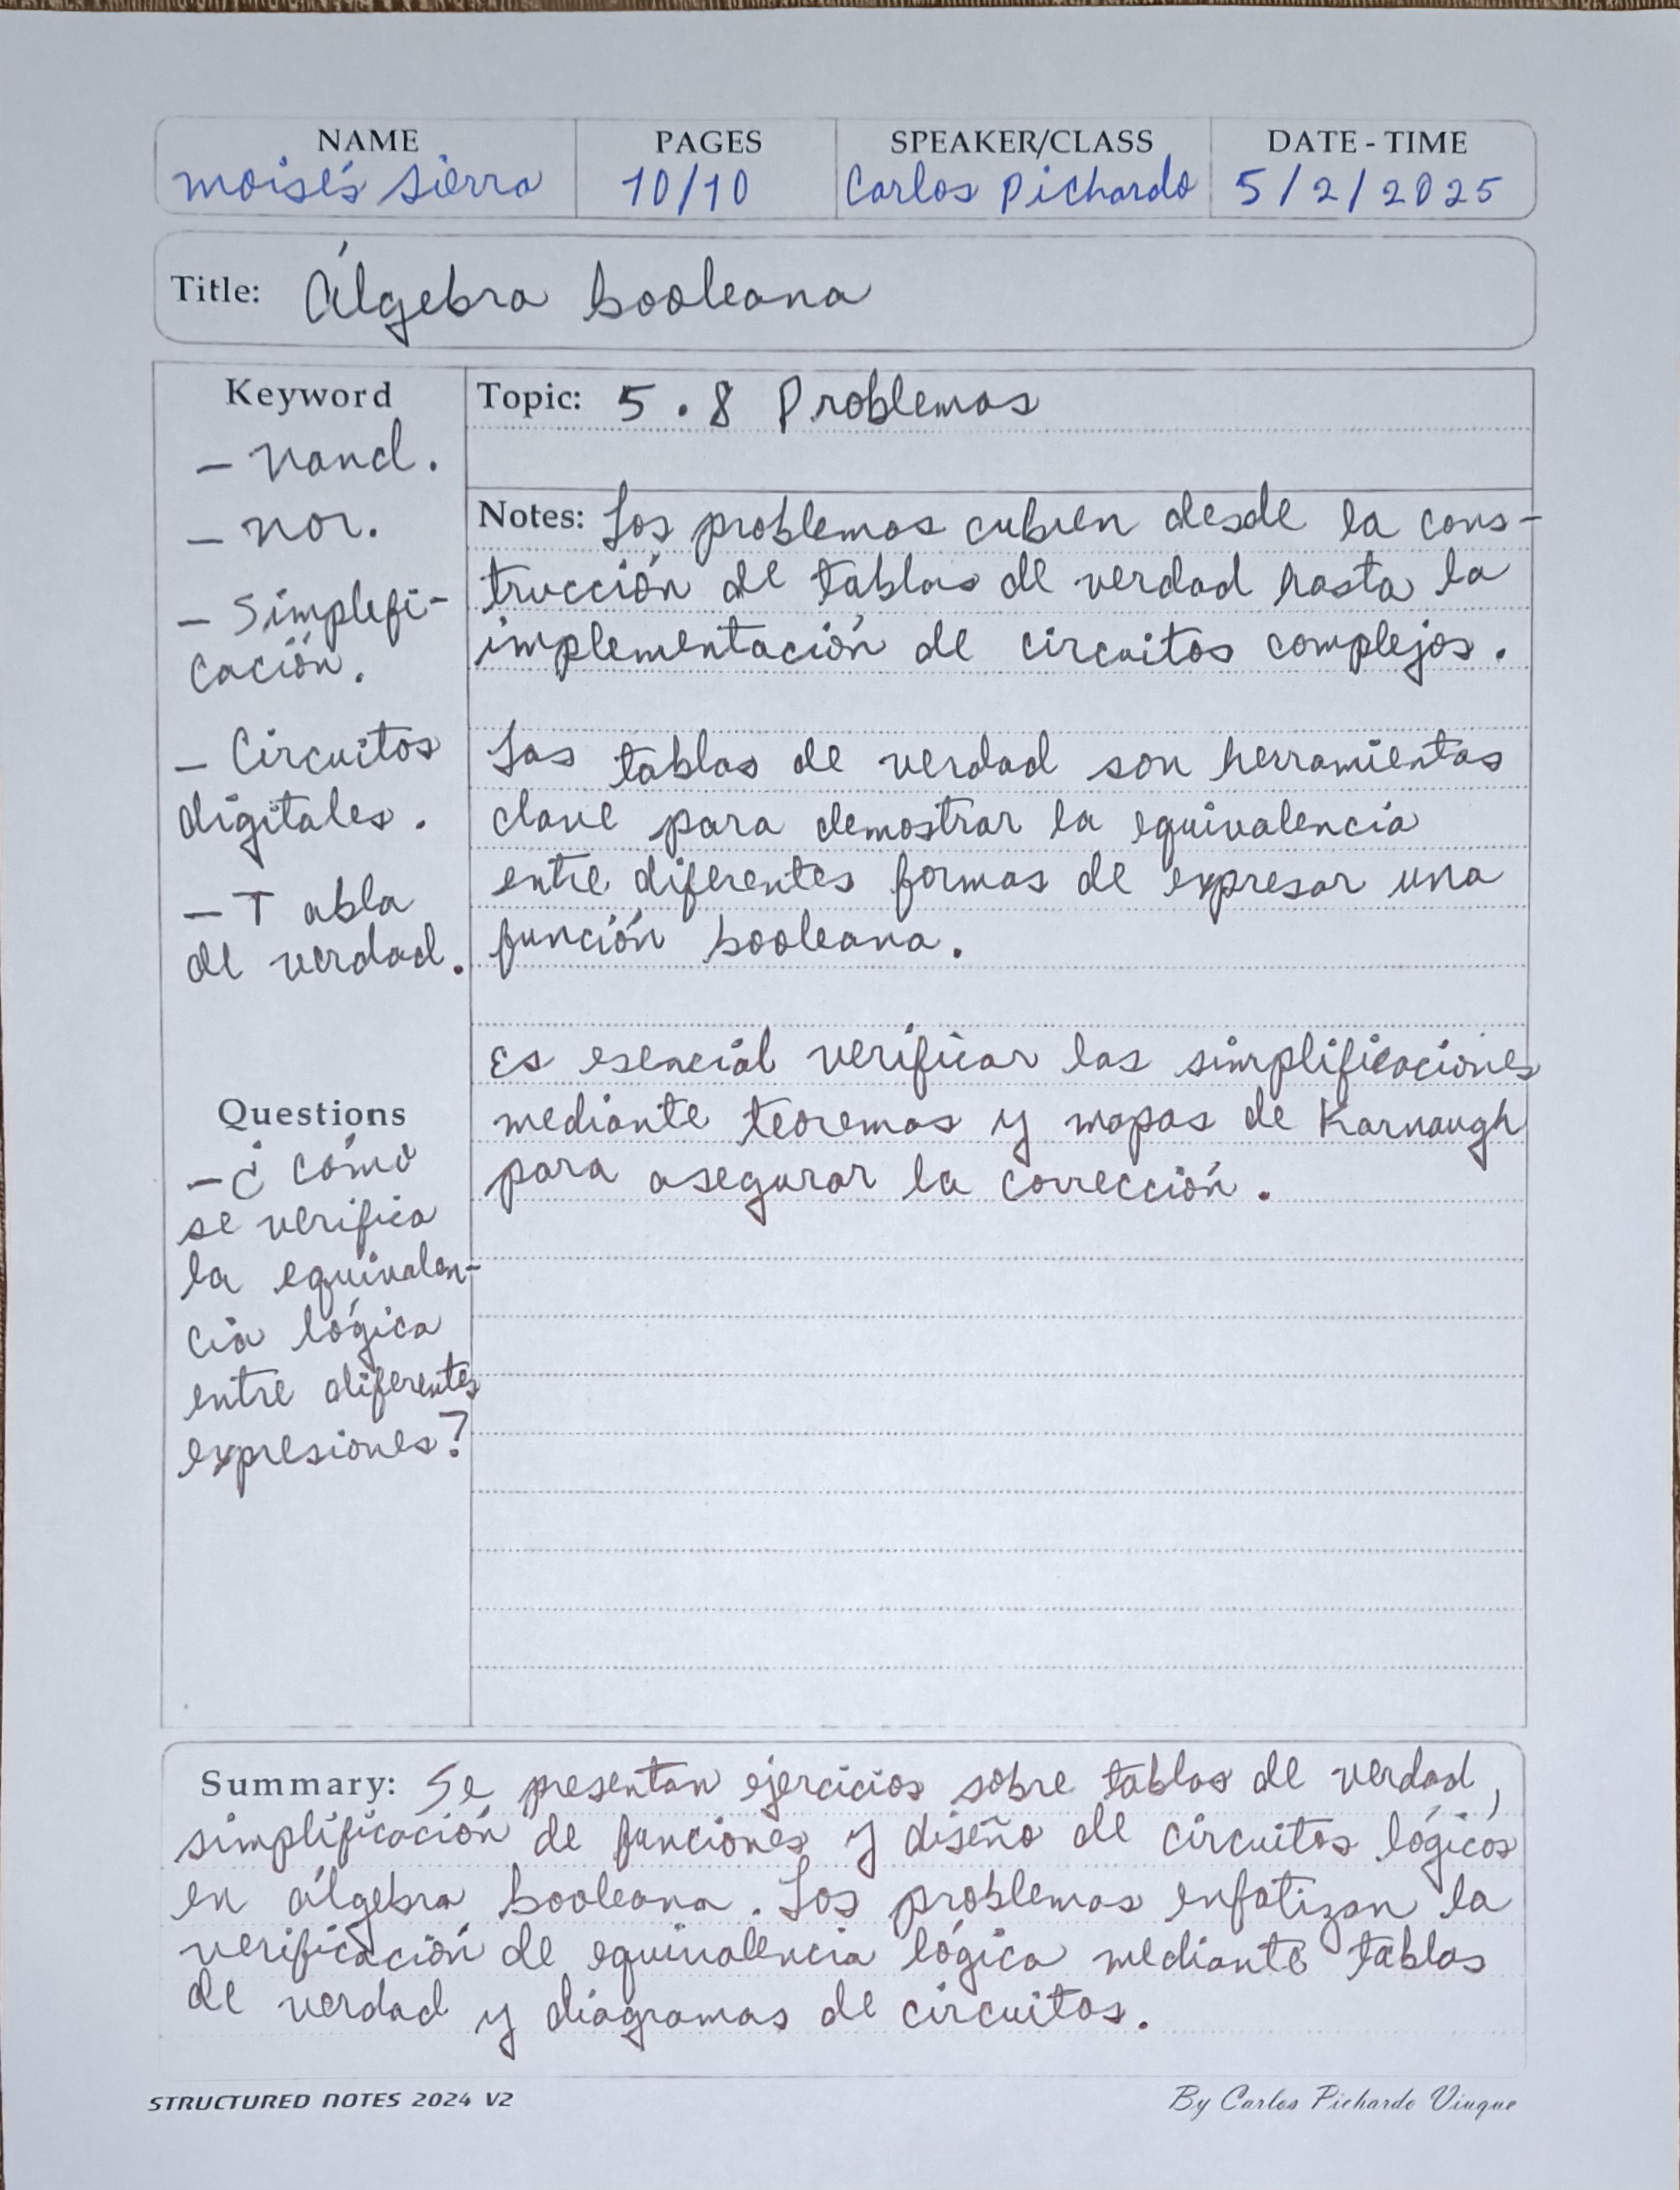 NAME PAGES SPEAKER/CLASS DATE - TIME
Moisés Sierra 10/10 Carlos Pichardo 5/2/2025
Title: Álgebra booleana
Keyword
- Nand.
- Nor.
- Simplifi-
cación.
- Circuitos
digitales.
- Tabla
de verdad.
Questions
- ¿Cómo
se verifica
la equivalen-
cia lógica
entre diferentes
expresiones?
Topic: 5.8 Problemas
Notes: Los problemas cubren desde la cons-
trucción de tablas de verdad hasta la
implementación de circuitos complejos.
Las tablas de verdad son herramientas
clave para demostrar la equivalencia
entre diferentes formas de expresar una
función booleana.
Es esencial verificar las simplificaciones
mediante teoremas y mapas de Karnaugh
para asegurar la corrección.
Summary: Se presentan ejercicios sobre tablas de verdad,
simplificación de funciones y diseño de circuitos lógicos
en álgebra booleana. Los problemas enfatizan la
verificación de equivalencia lógica mediante tablas
de verdad y diagramas de circuitos.
STRUCTURED NOTES 2024 V2 By Carlos Pichardo Viuque